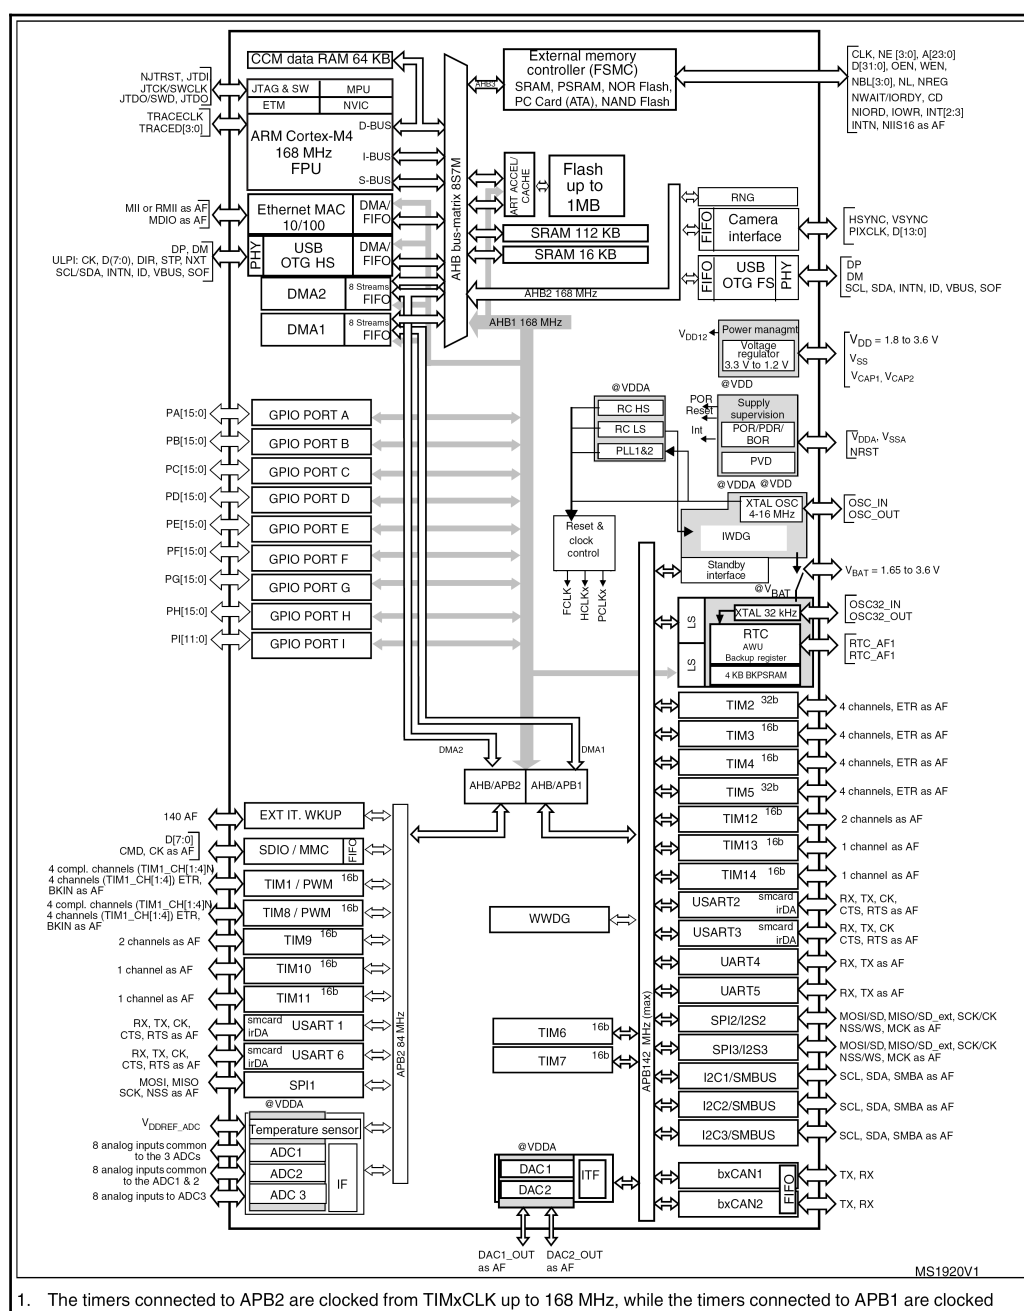 CCM data RAM 64 KB
External memory
controller (FSMC)
SRAM, PSRAM, NOR Flash,
PC Card (ATA), NAND Flash
AHB3
CLK, NE [3:0], A[23:0]
D[31:0], OEN, WEN,
NBL[3:0], NL, NREG
NWAIT/IORDY, CD
NIORD, IOWR, INT[2:3]
INTN, NIIS16 as AF
NJTRST, JTDI
JTCK/SWCLK
JTDO/SWD, JTDO
JTAG & SW
MPU
ETM
NVIC
TRACECLK
TRACED[3:0]
ARM Cortex-M4
168 MHz
FPU
D-BUS
I-BUS
S-BUS
AHB bus-matrix 8S7M
ART ACCEL/
CACHE
Flash
up to
1MB
SRAM 112 KB
SRAM 16 KB
RNG
FIFO
Camera
interface
HSYNC, VSYNC
PIXCLK, D[13:0]
MII or RMII as AF
MDIO as AF
Ethernet MAC
10/100
DMA/
FIFO
DP, DM
ULPI: CK, D(7:0), DIR, STP, NXT
SCL/SDA, INTN, ID, VBUS, SOF
PHY
USB
OTG HS
DMA/
FIFO
FIFO
USB
OTG FS
PHY
DP
DM
SCL, SDA, INTN, ID, VBUS, SOF
DMA2
8 Streams
FIFO
DMA1
8 Streams
FIFO
AHB2 168 MHz
AHB1 168 MHz
VDD12
Power managmt
Voltage
regulator
3.3 V to 1.2 V
@VDD
VDD = 1.8 to 3.6 V
VSS
VCAP1, VCAP2
@VDDA
RC HS
RC LS
PLL1&2
POR
Reset
Int
Supply
supervision
POR/PDR/
BOR
PVD
VDDA, VSSA
NRST
@VDDA @VDD
XTAL OSC
4-16 MHz
OSC_IN
OSC_OUT
IWDG
Reset &
clock
control
FCLK
HCLKx
PCLKx
Standby
interface
@VBAT
VBAT = 1.65 to 3.6 V
LS
LS
XTAL 32 kHz
RTC
AWU
Backup register
4 KB BKPSRAM
OSC32_IN
OSC32_OUT
RTC_AF1
RTC_AF1
PA[15:0]
GPIO PORT A
PB[15:0]
GPIO PORT B
PC[15:0]
GPIO PORT C
PD[15:0]
GPIO PORT D
PE[15:0]
GPIO PORT E
PF[15:0]
GPIO PORT F
PG[15:0]
GPIO PORT G
PH[15:0]
GPIO PORT H
PI[11:0]
GPIO PORT I
DMA2
DMA1
AHB/APB2
AHB/APB1
TIM2 32b
4 channels, ETR as AF
TIM3 16b
4 channels, ETR as AF
TIM4 16b
4 channels, ETR as AF
TIM5 32b
4 channels, ETR as AF
TIM12 16b
2 channels as AF
TIM13 16b
1 channel as AF
TIM14 16b
1 channel as AF
USART2
smcard
irDA
RX, TX, CK,
CTS, RTS as AF
USART3
smcard
irDA
RX, TX, CK
CTS, RTS as AF
UART4
RX, TX as AF
UART5
RX, TX as AF
SPI2/I2S2
MOSI/SD, MISO/SD_ext, SCK/CK
NSS/WS, MCK as AF
SPI3/I2S3
MOSI/SD, MISO/SD_ext, SCK/CK
NSS/WS, MCK as AF
I2C1/SMBUS
SCL, SDA, SMBA as AF
I2C2/SMBUS
SCL, SDA, SMBA as AF
I2C3/SMBUS
SCL, SDA, SMBA as AF
bxCAN1
TX, RX
bxCAN2
FIFO
TX, RX
140 AF
EXT IT. WKUP
D[7:0]
CMD, CK as AF
SDIO / MMC
FIFO
4 compl. channels (TIM1_CH[1:4]N
4 channels (TIM1_CH[1:4]) ETR,
BKIN as AF
TIM1 / PWM 16b
4 compl. channels (TIM1_CH[1:4]N
4 channels (TIM1_CH[1:4]) ETR,
BKIN as AF
TIM8 / PWM 16b
2 channels as AF
TIM9 16b
1 channel as AF
TIM10 16b
1 channel as AF
TIM11 16b
RX, TX, CK,
CTS, RTS as AF
smcard
irDA
USART 1
RX, TX, CK,
CTS, RTS as AF
smcard
irDA
USART 6
MOSI, MISO
SCK, NSS as AF
SPI1
@VDDA
VDDREF_ADC
Temperature sensor
8 analog inputs common
to the 3 ADCs
ADC1
8 analog inputs common
to the ADC1 & 2
ADC2
8 analog inputs to ADC3
ADC 3
IF
APB2 84 MHz
WWDG
TIM6 16b
TIM7 16b
APB142 MHz (max)
@VDDA
DAC1
DAC2
ITF
DAC1_OUT
as AF
DAC2_OUT
as AF
MS1920V1
1. The timers connected to APB2 are clocked from TIMxCLK up to 168 MHz, while the timers connected to APB1 are clocked